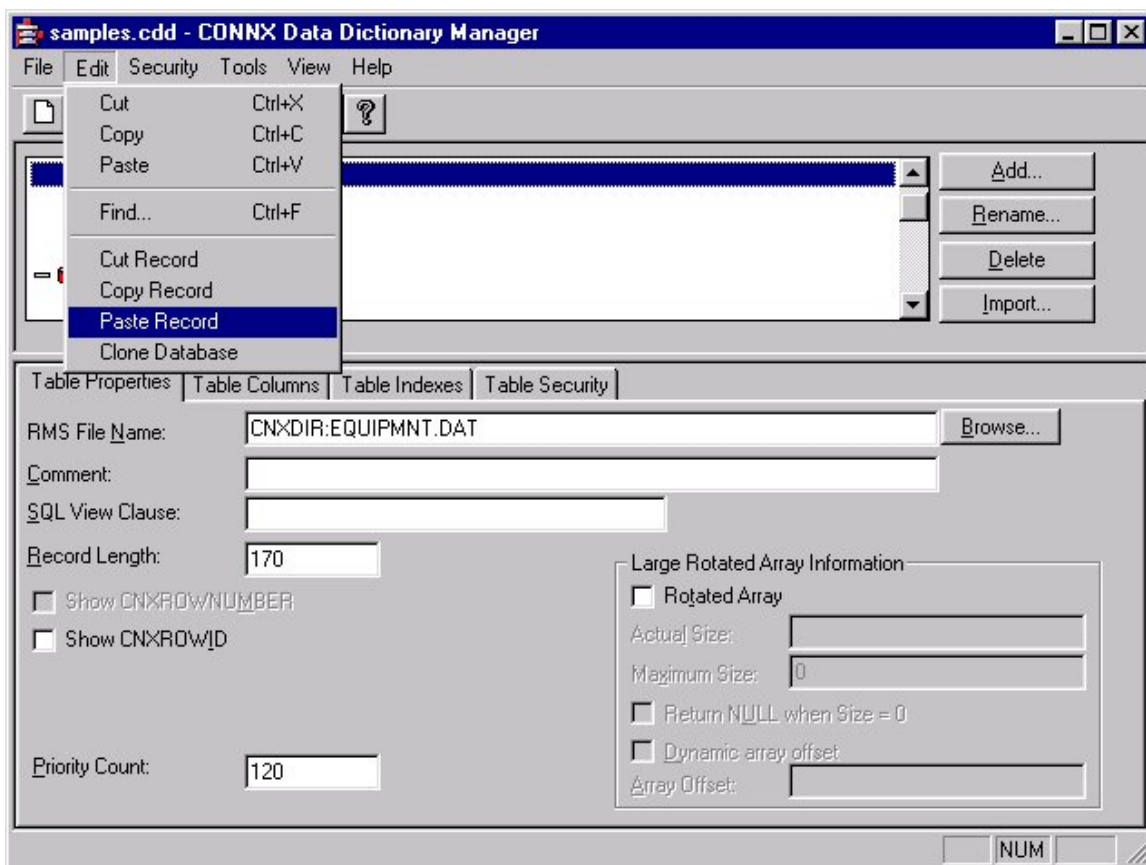 samples.cdd - CONNX Data Dictionary Manager
File Edit Security Tools View Help
Cut Ctrl+X
Copy Ctrl+C
Paste Ctrl+V
Find... Ctrl+F
Cut Record
Copy Record
Paste Record
Clone Database
Add...
Rename...
Delete
Import...
Table Properties Table Columns Table Indexes Table Security
RMS File Name: CNXDIR:EQUIPMNT.DAT Browse...
Comment:
SQL View Clause:
Record Length: 170
Show CNXROWNUMBER
Show CNXROWID
Priority Count: 120
Large Rotated Array Information
Rotated Array
Actual Size:
Maximum Size: 0
Return NULL when Size = 0
Dynamic array offset
Array Offset:
NUM